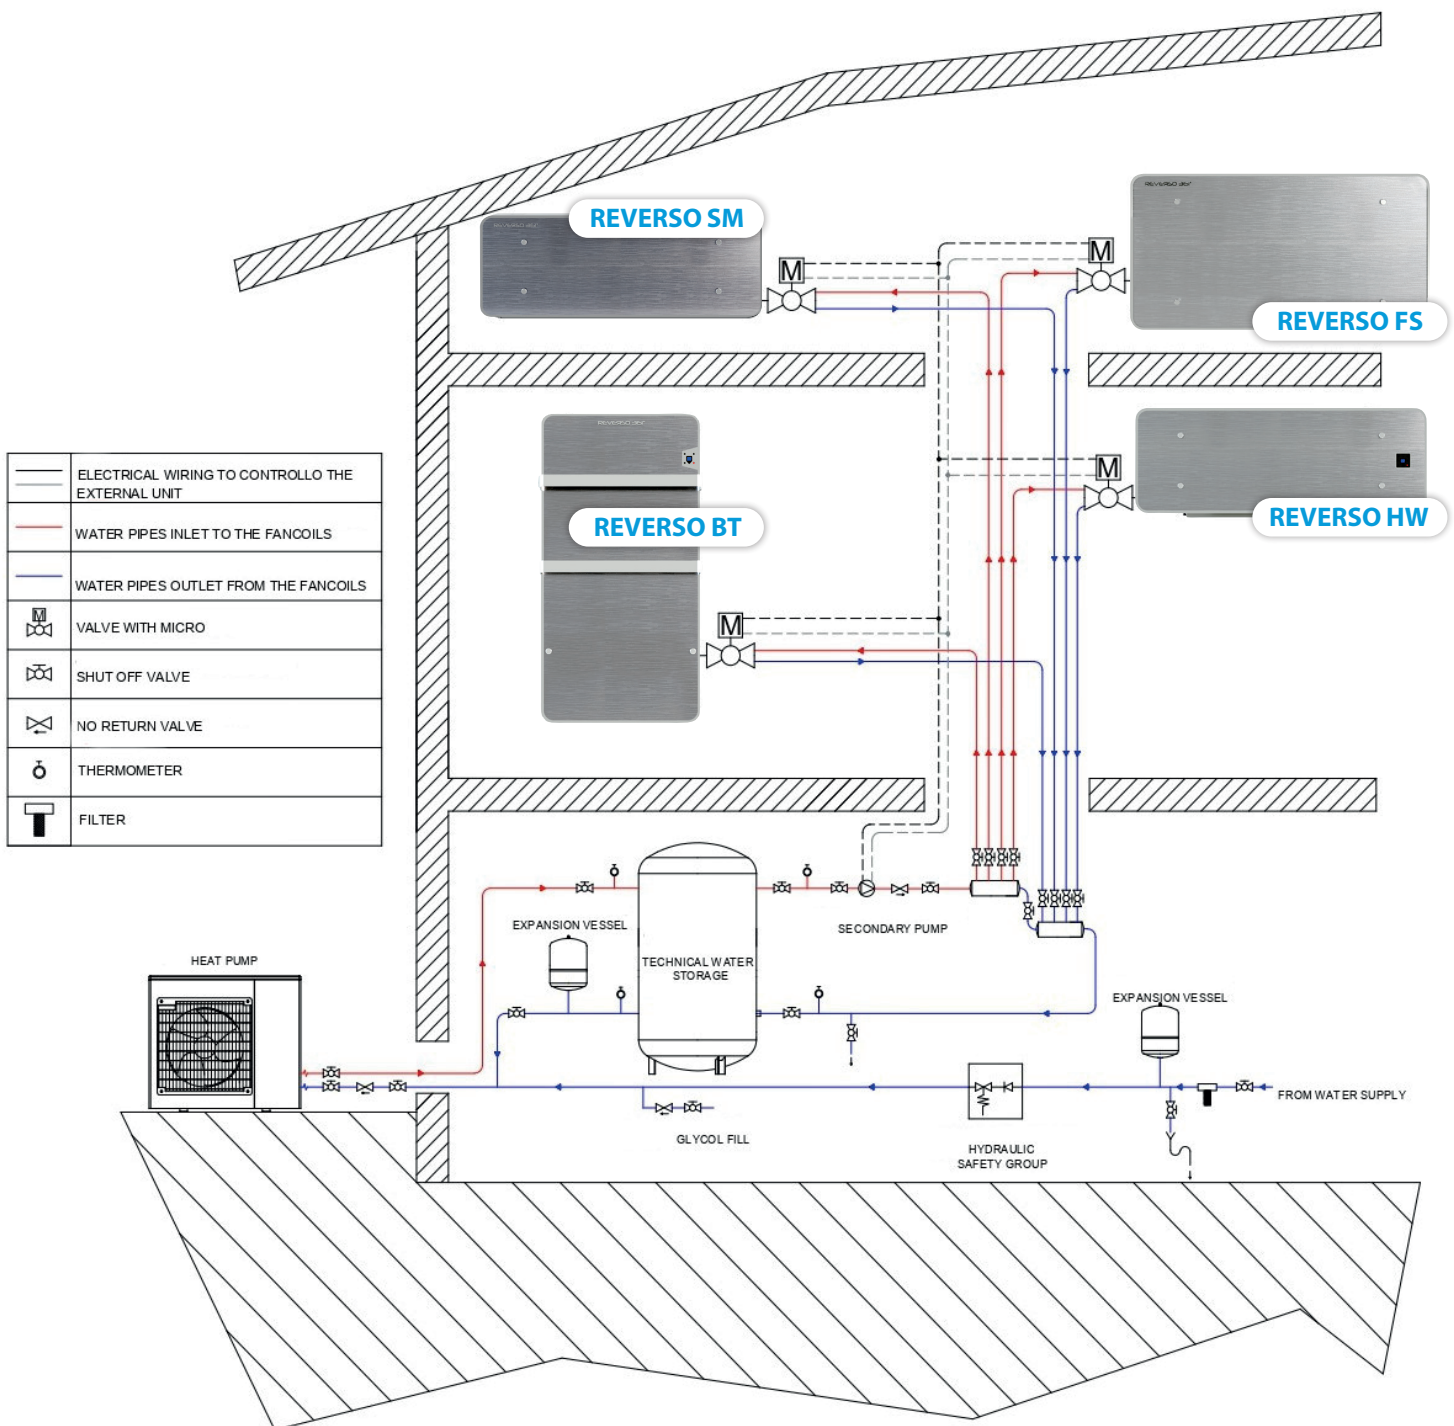 REVERSO SM
REVERSO FS
REVERSO BT
REVERSO HW
M
M
M
M
ELECTRICAL WIRING TO CONTROLLO THE
EXTERNAL UNIT
WATER PIPES INLET TO THE FANCOILS
WATER PIPES OUTLET FROM THE FANCOILS
M
VALVE WITH MICRO
SHUT OFF VALVE
NO RETURN VALVE
THERMOMETER
FILTER
HEAT PUMP
EXPANSION VESSEL
TECHNICAL WATER
STORAGE
SECONDARY PUMP
EXPANSION VESSEL
FROM WATER SUPPLY
GLYCOL FILL
HYDRAULIC
SAFETY GROUP